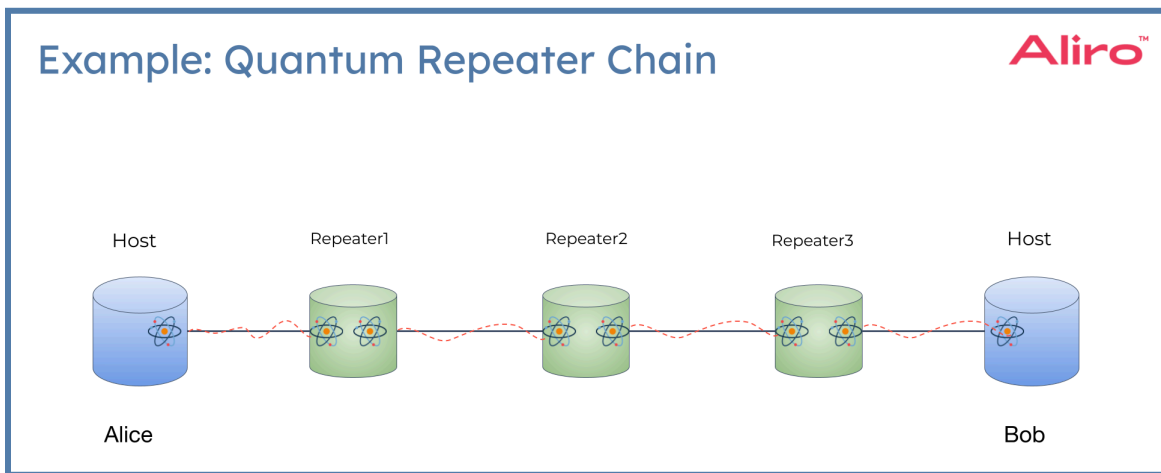 Example: Quantum Repeater Chain
Aliro™
Host
Repeater1
Repeater2
Repeater3
Host
Alice
Bob